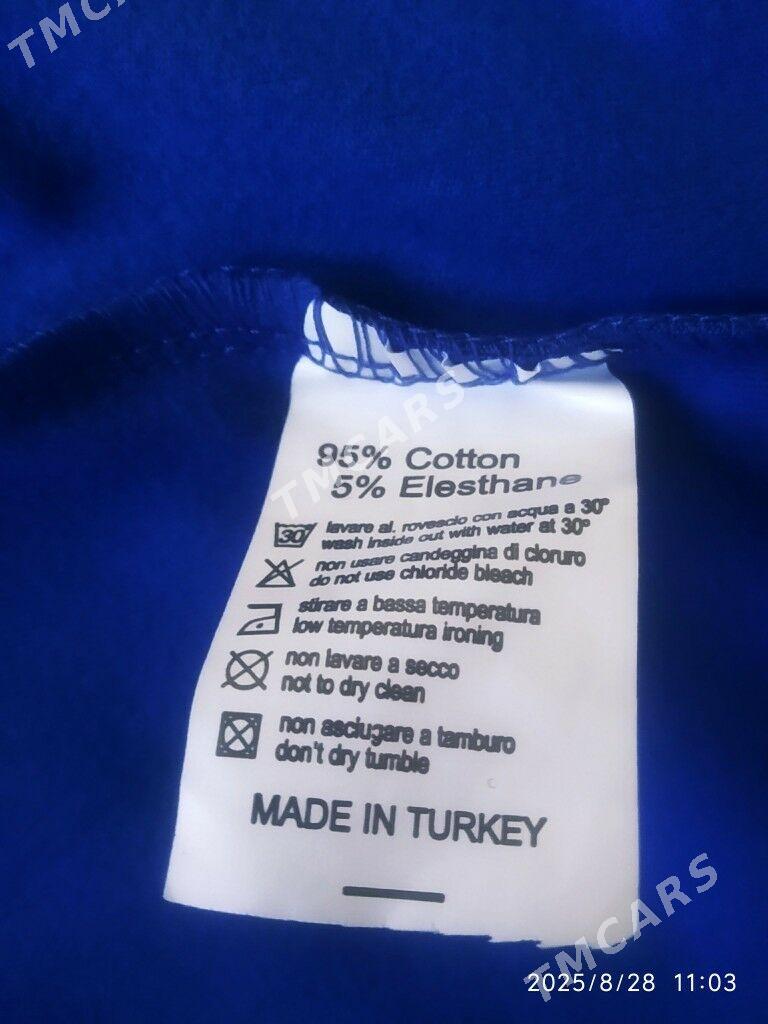 TMCARS
95% Cotton
5% Elesthane
30 lavare al. rovescio con acqua a 30°
wash inside out with water at 30°
non usare candeggina di cloruro
do not use chloride bleach
stirare a bassa temperatura
low temperatura ironing
non lavare a secco
not to dry clean
non asciugare a tamburo
don't dry tumble
MADE IN TURKEY
TMCARS
TMCARS
2025/8/28 11:03